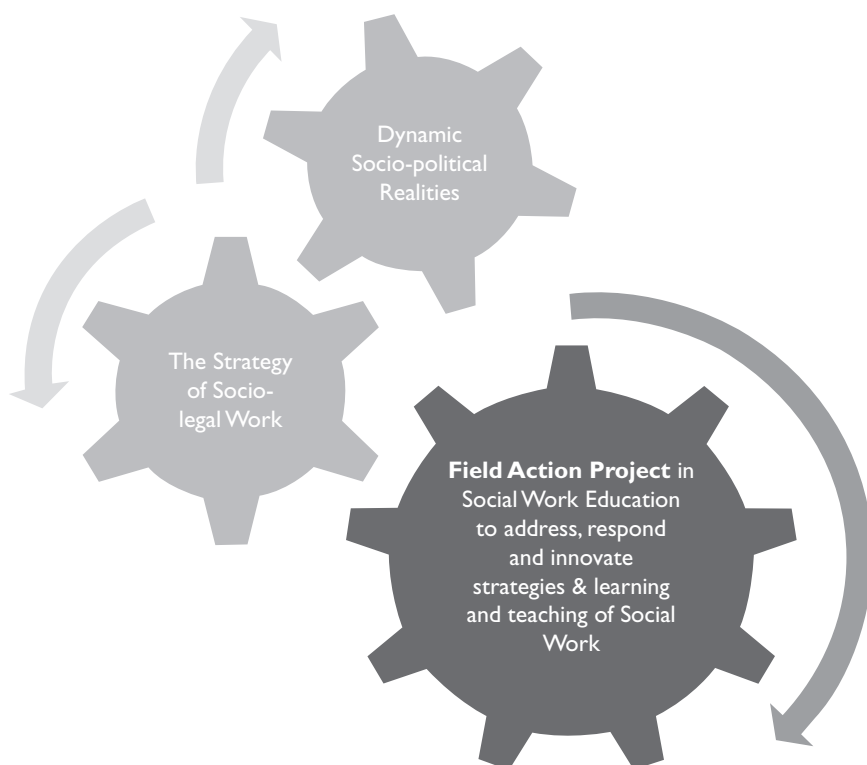 Dynamic
Socio-political
Realities
The Strategy
of Socio-
legal Work
Field Action Project in
Social Work Education
to address, respond
and innovate
strategies & learning
and teaching of Social
Work